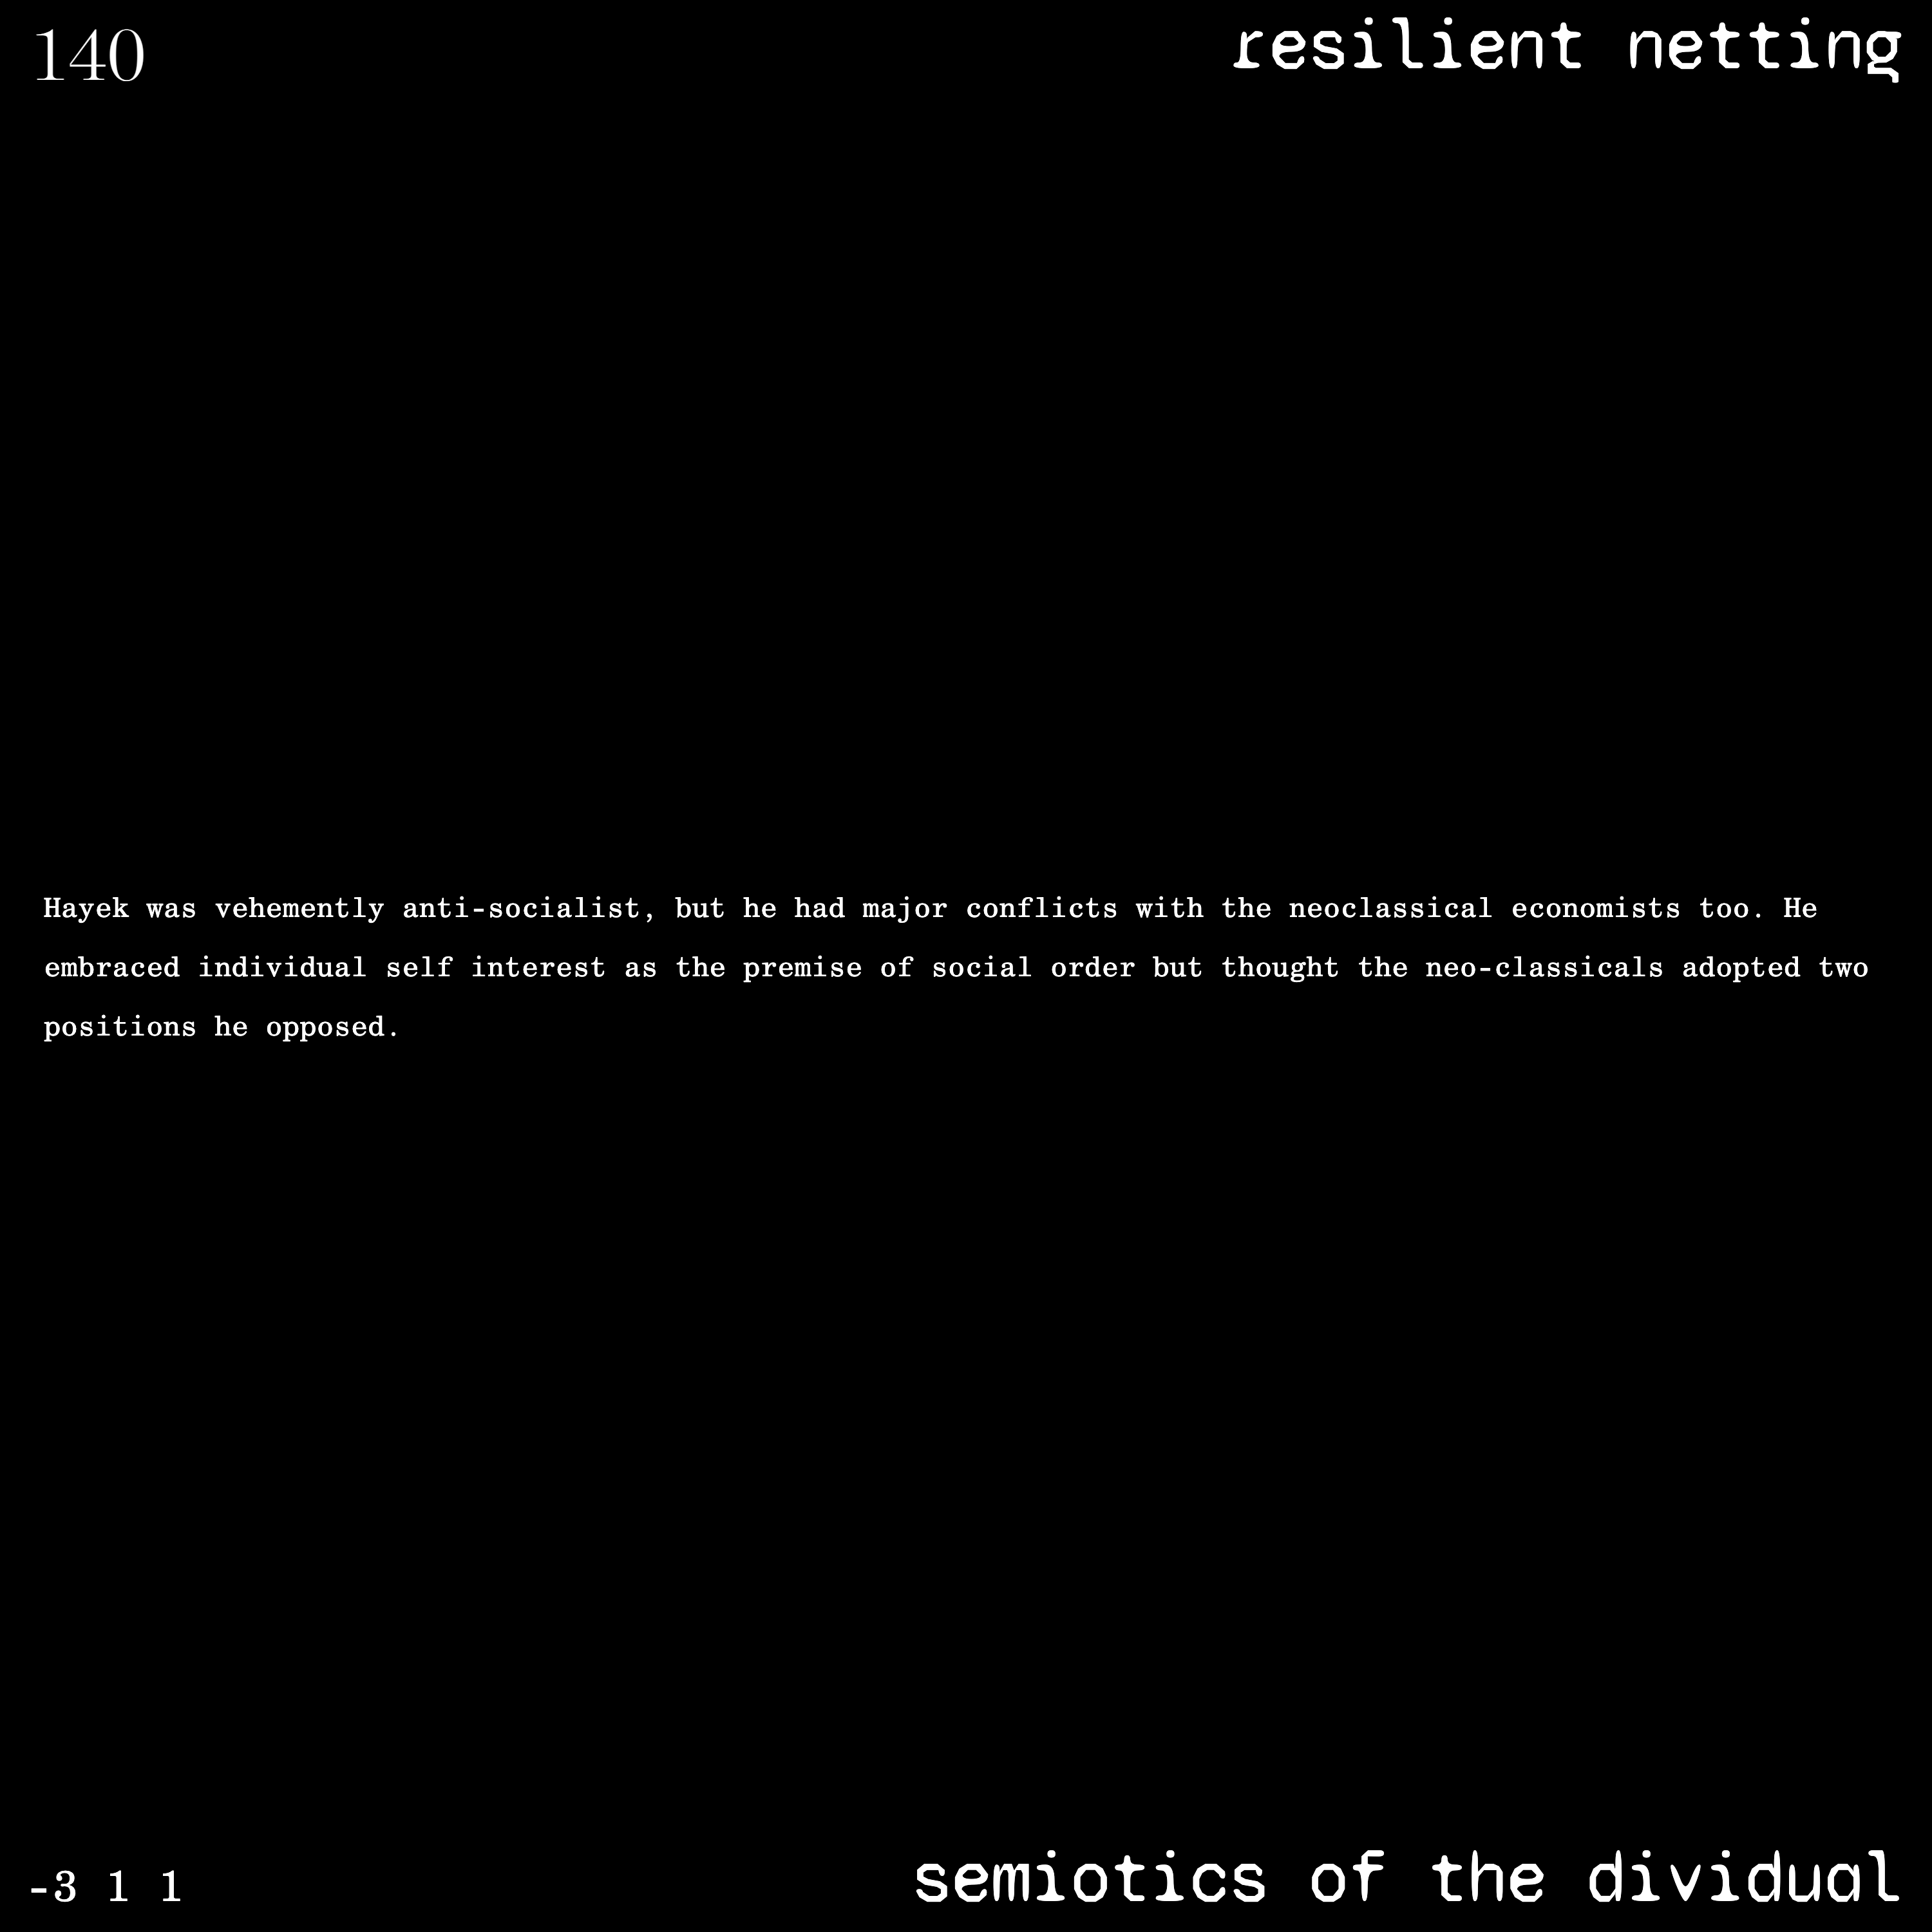 140
resilient netting
Hayek was vehemently anti-socialist, but he had major conflicts with the neoclassical economists too. He
embraced individual self interest as the premise of social order but thought the neo-classicals adopted two
positions he opposed.
-3 1 1
semiotics of the dividual